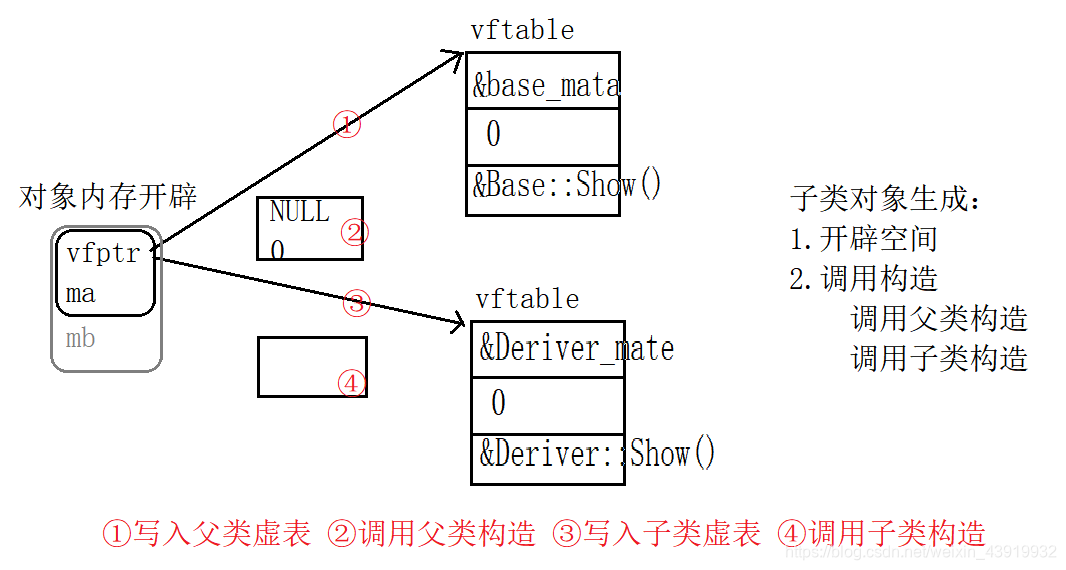 vftable
&base_mata
0
&Base::Show()
①
对象内存开辟
vfptr
ma
mb
NULL
0
②
③
④
vftable
&Deriver_mate
0
&Deriver::Show()
子类对象生成：
1.开辟空间
2.调用构造
调用父类构造
调用子类构造
①写入父类虚表 ②调用父类构造 ③写入子类虚表 ④调用子类构造
https://blog.csdn.net/weixin_43919932